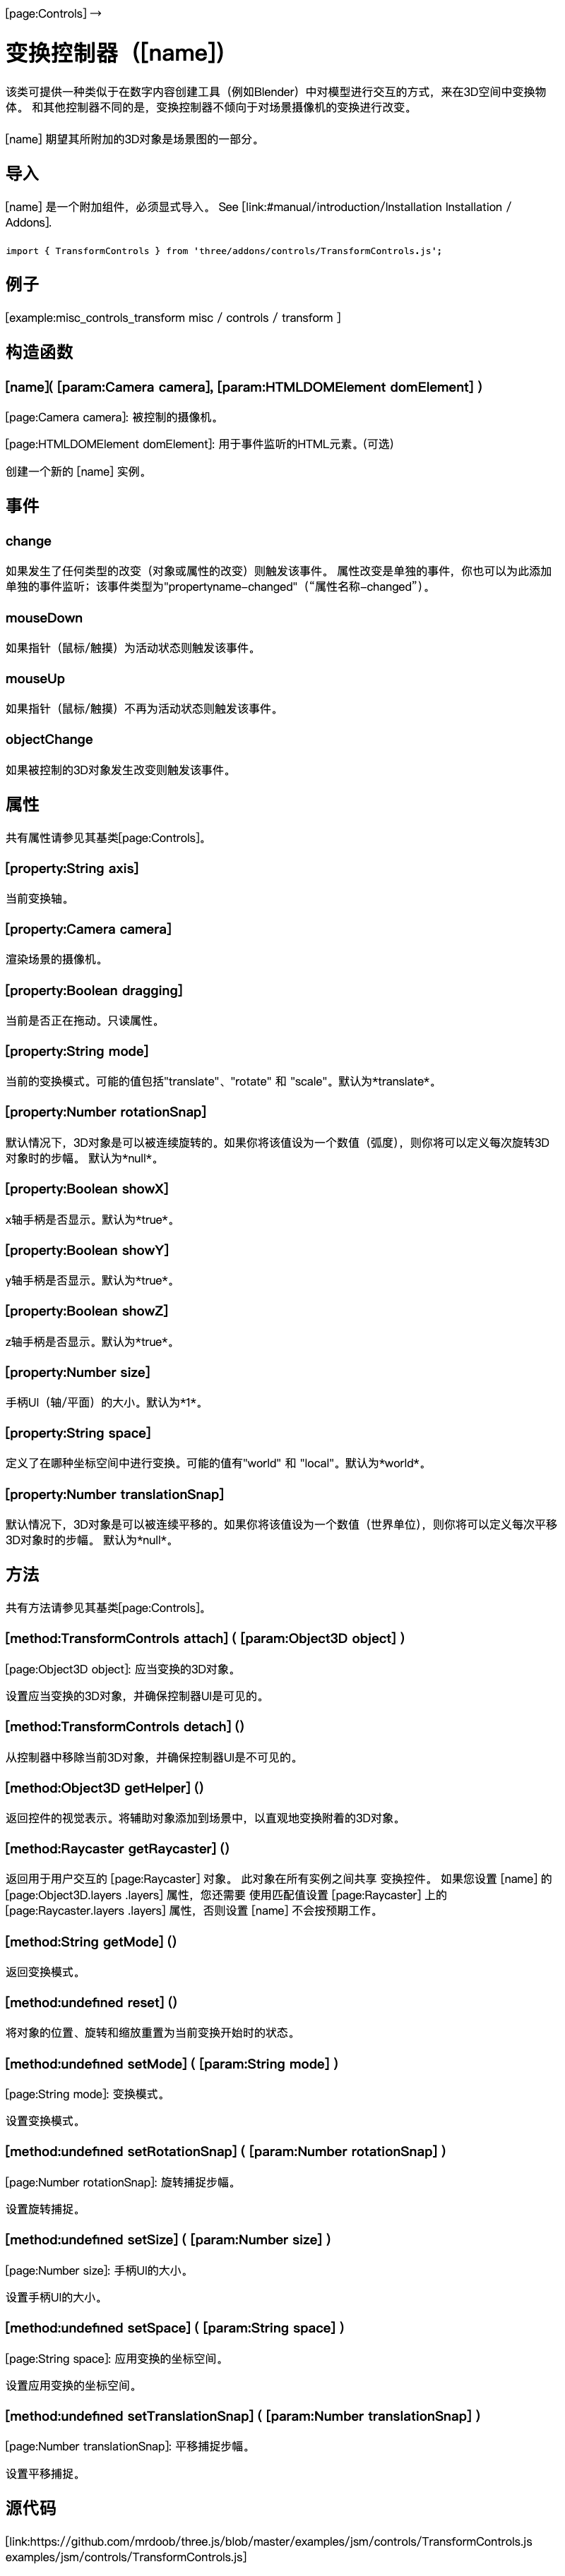 [page:Controls] →
变换控制器（[name]）
该类可提供一种类似于在数字内容创建工具（例如Blender）中对模型进行交互的方式，来在3D空间中变换物
体。 和其他控制器不同的是，变换控制器不倾向于对场景摄像机的变换进行改变。
[name] 期望其所附加的3D对象是场景图的一部分。
导入
[name] 是一个附加组件，必须显式导入。 See [link:#manual/introduction/Installation Installation /
Addons].
import { TransformControls } from 'three/addons/controls/TransformControls.js';
例子
[example:misc_controls_transform misc / controls / transform ]
构造函数
[name]( [param:Camera camera], [param:HTMLDOMElement domElement] )
[page:Camera camera]: 被控制的摄像机。
[page:HTMLDOMElement domElement]: 用于事件监听的HTML元素。(可选)
创建一个新的 [name] 实例。
事件
change
如果发生了任何类型的改变（对象或属性的改变）则触发该事件。 属性改变是单独的事件，你也可以为此添加
单独的事件监听；该事件类型为"propertyname-changed"（“属性名称-changed”）。
mouseDown
如果指针（鼠标/触摸）为活动状态则触发该事件。
mouseUp
如果指针（鼠标/触摸）不再为活动状态则触发该事件。
objectChange
如果被控制的3D对象发生改变则触发该事件。
属性
共有属性请参见其基类[page:Controls]。
[property:String axis]
当前变换轴。
[property:Camera camera]
渲染场景的摄像机。
[property:Boolean dragging]
当前是否正在拖动。只读属性。
[property:String mode]
当前的变换模式。可能的值包括"translate"、"rotate" 和 "scale"。默认为*translate*。
[property:Number rotationSnap]
默认情况下，3D对象是可以被连续旋转的。如果你将该值设为一个数值（弧度），则你将可以定义每次旋转3D
对象时的步幅。 默认为*null*。
[property:Boolean showX]
x轴手柄是否显示。默认为*true*。
[property:Boolean showY]
y轴手柄是否显示。默认为*true*。
[property:Boolean showZ]
z轴手柄是否显示。默认为*true*。
[property:Number size]
手柄UI（轴/平面）的大小。默认为*1*。
[property:String space]
定义了在哪种坐标空间中进行变换。可能的值有"world" 和 "local"。默认为*world*。
[property:Number translationSnap]
默认情况下，3D对象是可以被连续平移的。如果你将该值设为一个数值（世界单位），则你将可以定义每次平移
3D对象时的步幅。 默认为*null*。
方法
共有方法请参见其基类[page:Controls]。
[method:TransformControls attach] ( [param:Object3D object] )
[page:Object3D object]: 应当变换的3D对象。
设置应当变换的3D对象，并确保控制器UI是可见的。
[method:TransformControls detach] ()
从控制器中移除当前3D对象，并确保控制器UI是不可见的。
[method:Object3D getHelper] ()
返回控件的视觉表示。将辅助对象添加到场景中，以直观地变换附着的3D对象。
[method:Raycaster getRaycaster] ()
返回用于用户交互的 [page:Raycaster] 对象。 此对象在所有实例之间共享 变换控件。 如果您设置 [name] 的
[page:Object3D.layers .layers] 属性，您还需要 使用匹配值设置 [page:Raycaster] 上的
[page:Raycaster.layers .layers] 属性，否则设置 [name] 不会按预期工作。
[method:String getMode] ()
返回变换模式。
[method:undefined reset] ()
将对象的位置、旋转和缩放重置为当前变换开始时的状态。
[method:undefined setMode] ( [param:String mode] )
[page:String mode]: 变换模式。
设置变换模式。
[method:undefined setRotationSnap] ( [param:Number rotationSnap] )
[page:Number rotationSnap]: 旋转捕捉步幅。
设置旋转捕捉。
[method:undefined setSize] ( [param:Number size] )
[page:Number size]: 手柄UI的大小。
设置手柄UI的大小。
[method:undefined setSpace] ( [param:String space] )
[page:String space]: 应用变换的坐标空间。
设置应用变换的坐标空间。
[method:undefined setTranslationSnap] ( [param:Number translationSnap] )
[page:Number translationSnap]: 平移捕捉步幅。
设置平移捕捉。
源代码
[link:https://github.com/mrdoob/three.js/blob/master/examples/jsm/controls/TransformControls.js
examples/jsm/controls/TransformControls.js]